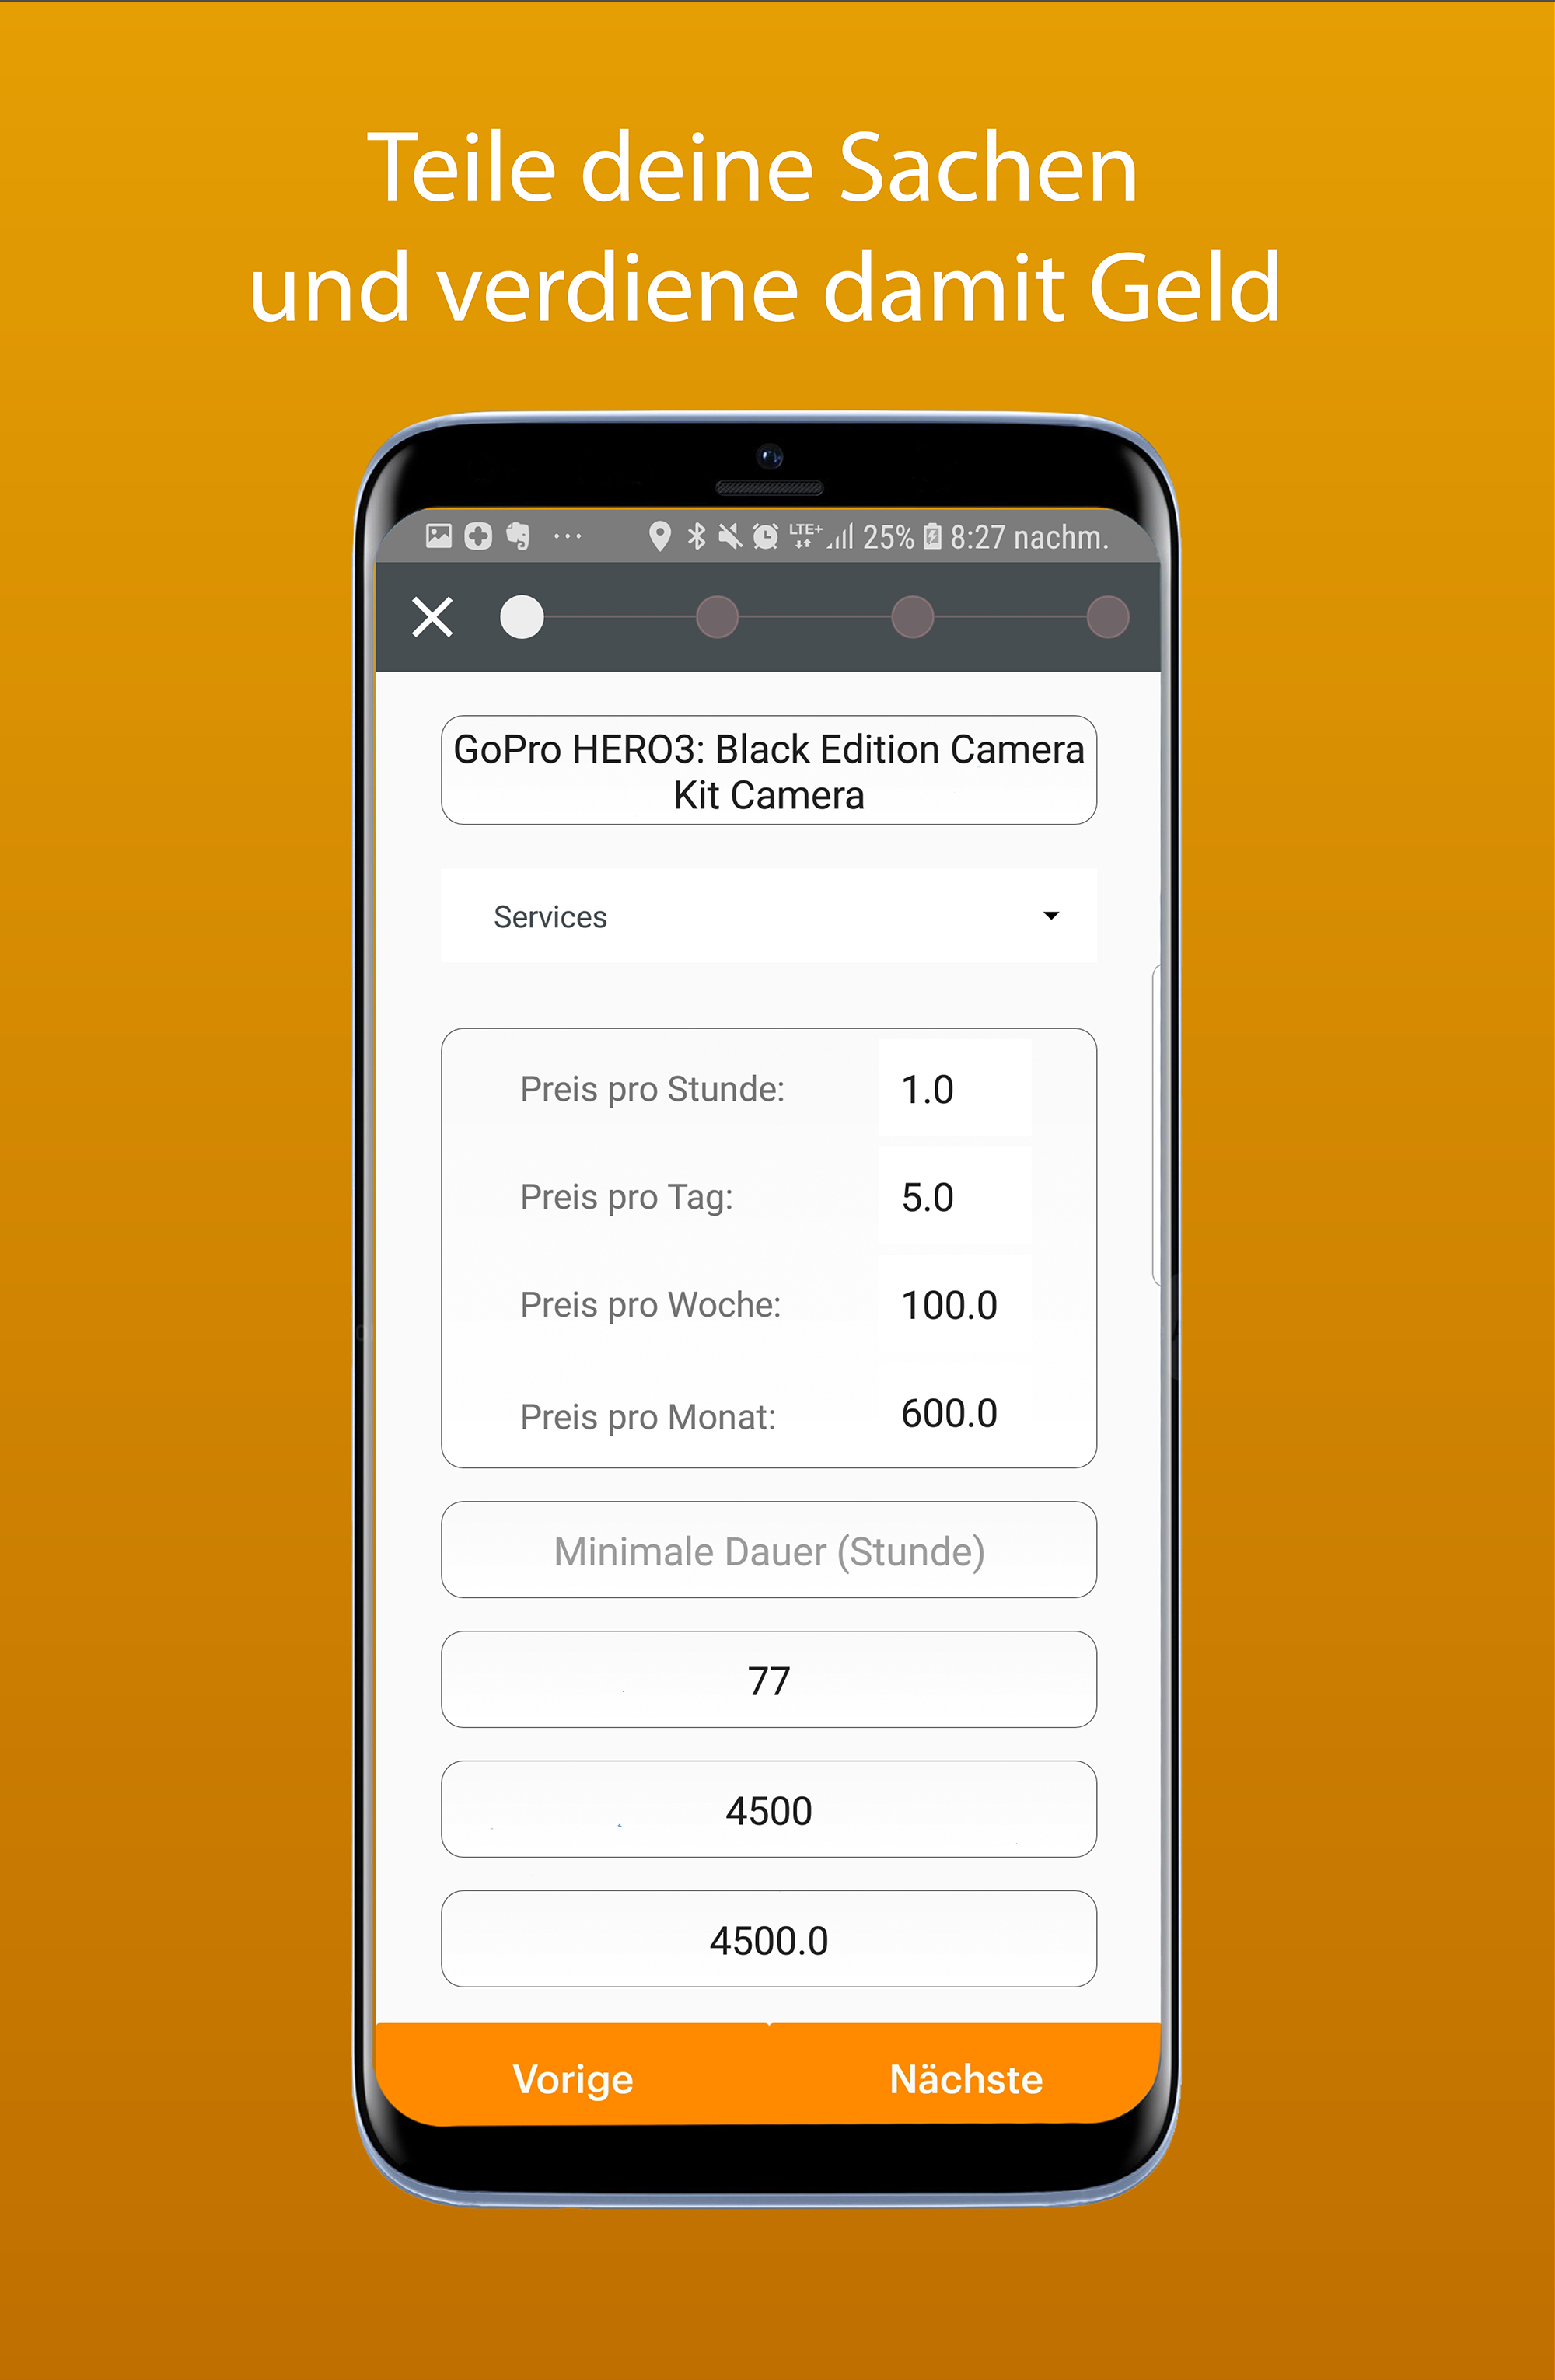 Teile deine Sachen
und verdiene damit Geld
LTE+ 25% 8:27 nachm.
GoPro HERO3: Black Edition Camera
Kit Camera
Services
Preis pro Stunde: 1.0
Preis pro Tag: 5.0
Preis pro Woche: 100.0
Preis pro Monat: 600.0
Minimale Dauer (Stunde)
77
4500
4500.0
Vorige Nächste